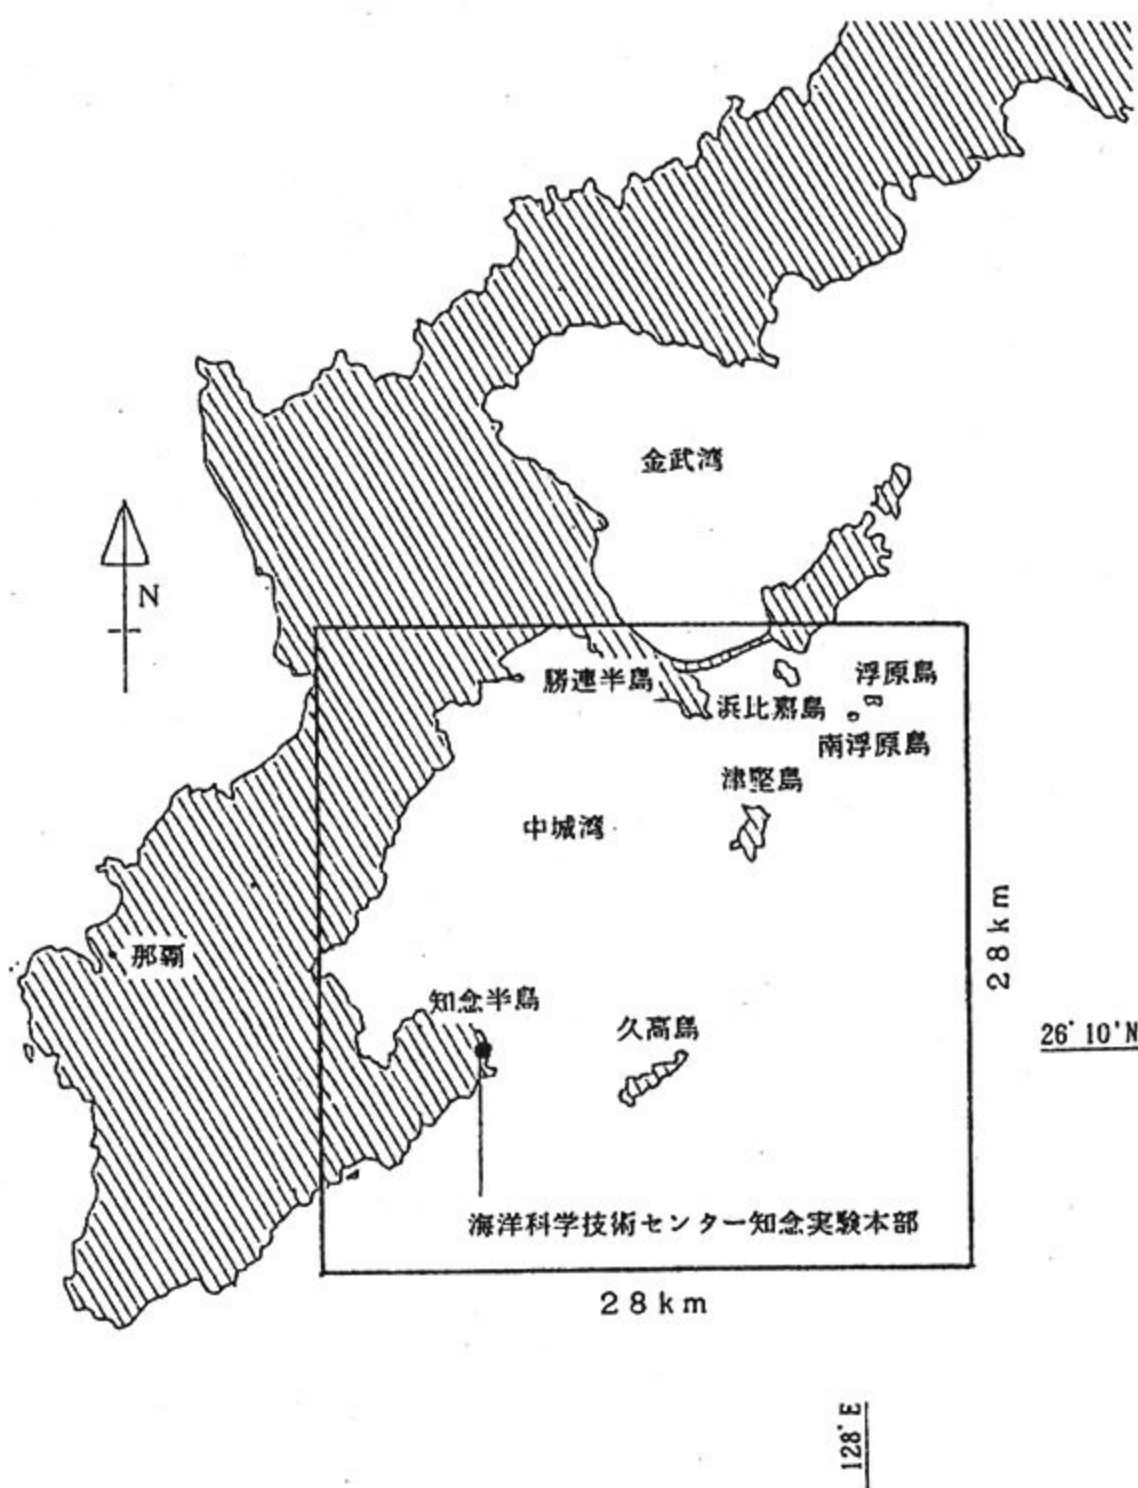 金武湾
N
勝連半島
浮原島
浜比嘉島
南浮原島
津堅島
中城湾
28km
那覇
知念半島
久高島
26°10'N
海洋科学技術センター知念実験本部
28km
128°E